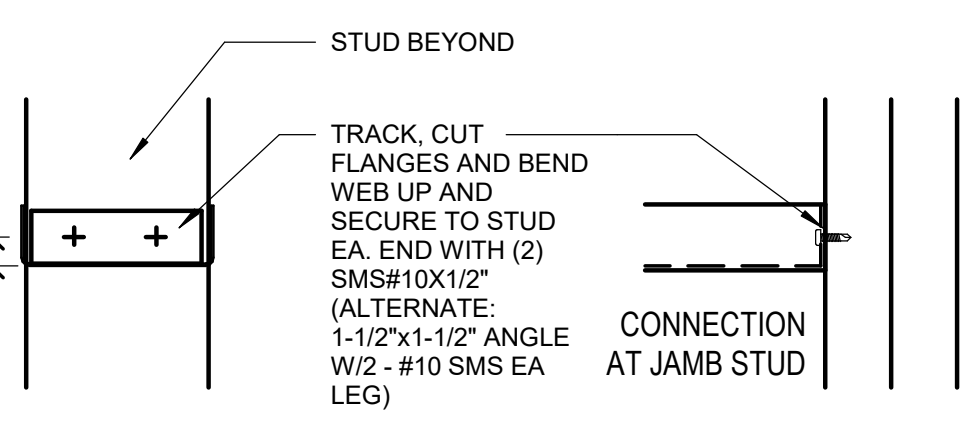 STUD BEYOND
TRACK, CUT
FLANGES AND BEND
WEB UP AND
SECURE TO STUD
EA. END WITH (2)
SMS#10X1/2"
(ALTERNATE:
1-1/2"x1-1/2" ANGLE
W/2 - #10 SMS EA
LEG)
CONNECTION
AT JAMB STUD